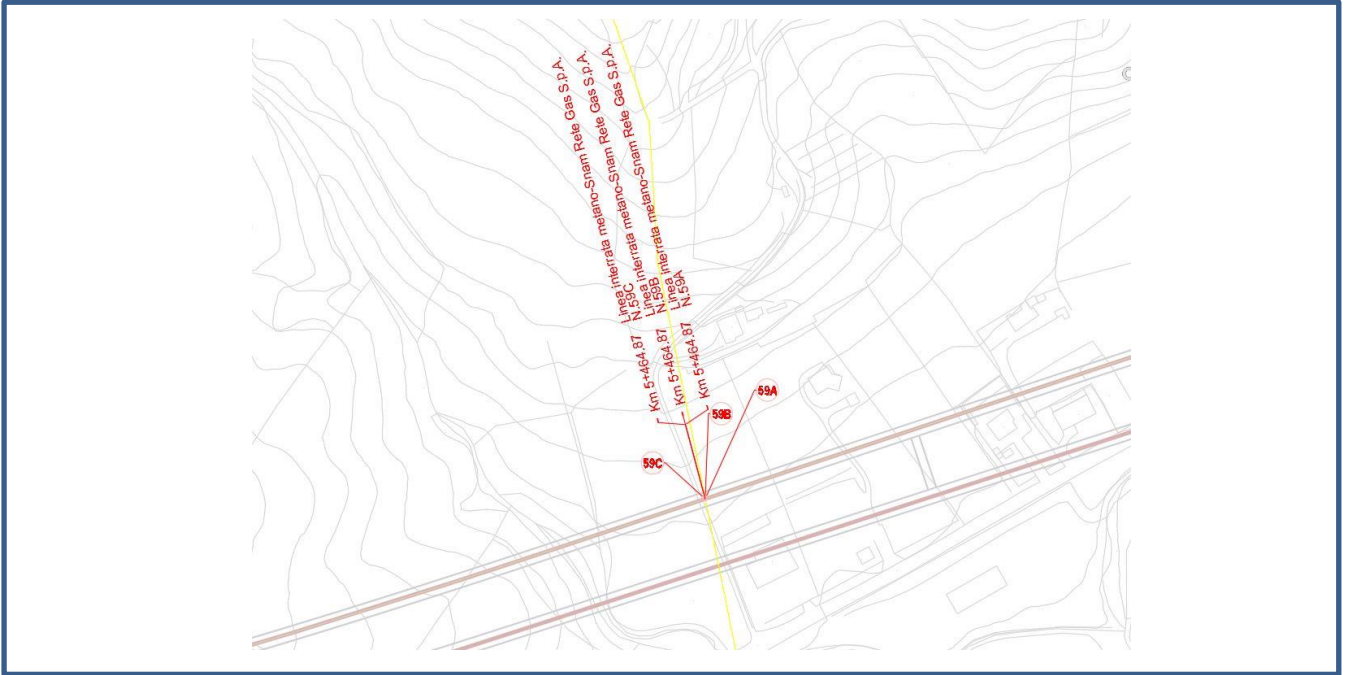 Linea interrata metano-Snam Rete Gas S.p.A.
N.59C
Linea interrata metano-Snam Rete Gas S.p.A.
N.59B
Linea interrata metano-Snam Rete Gas S.p.A.
N.59A
Km 5+464.87
Km 5+464.87
Km 5+464.87
59A
59B
59C